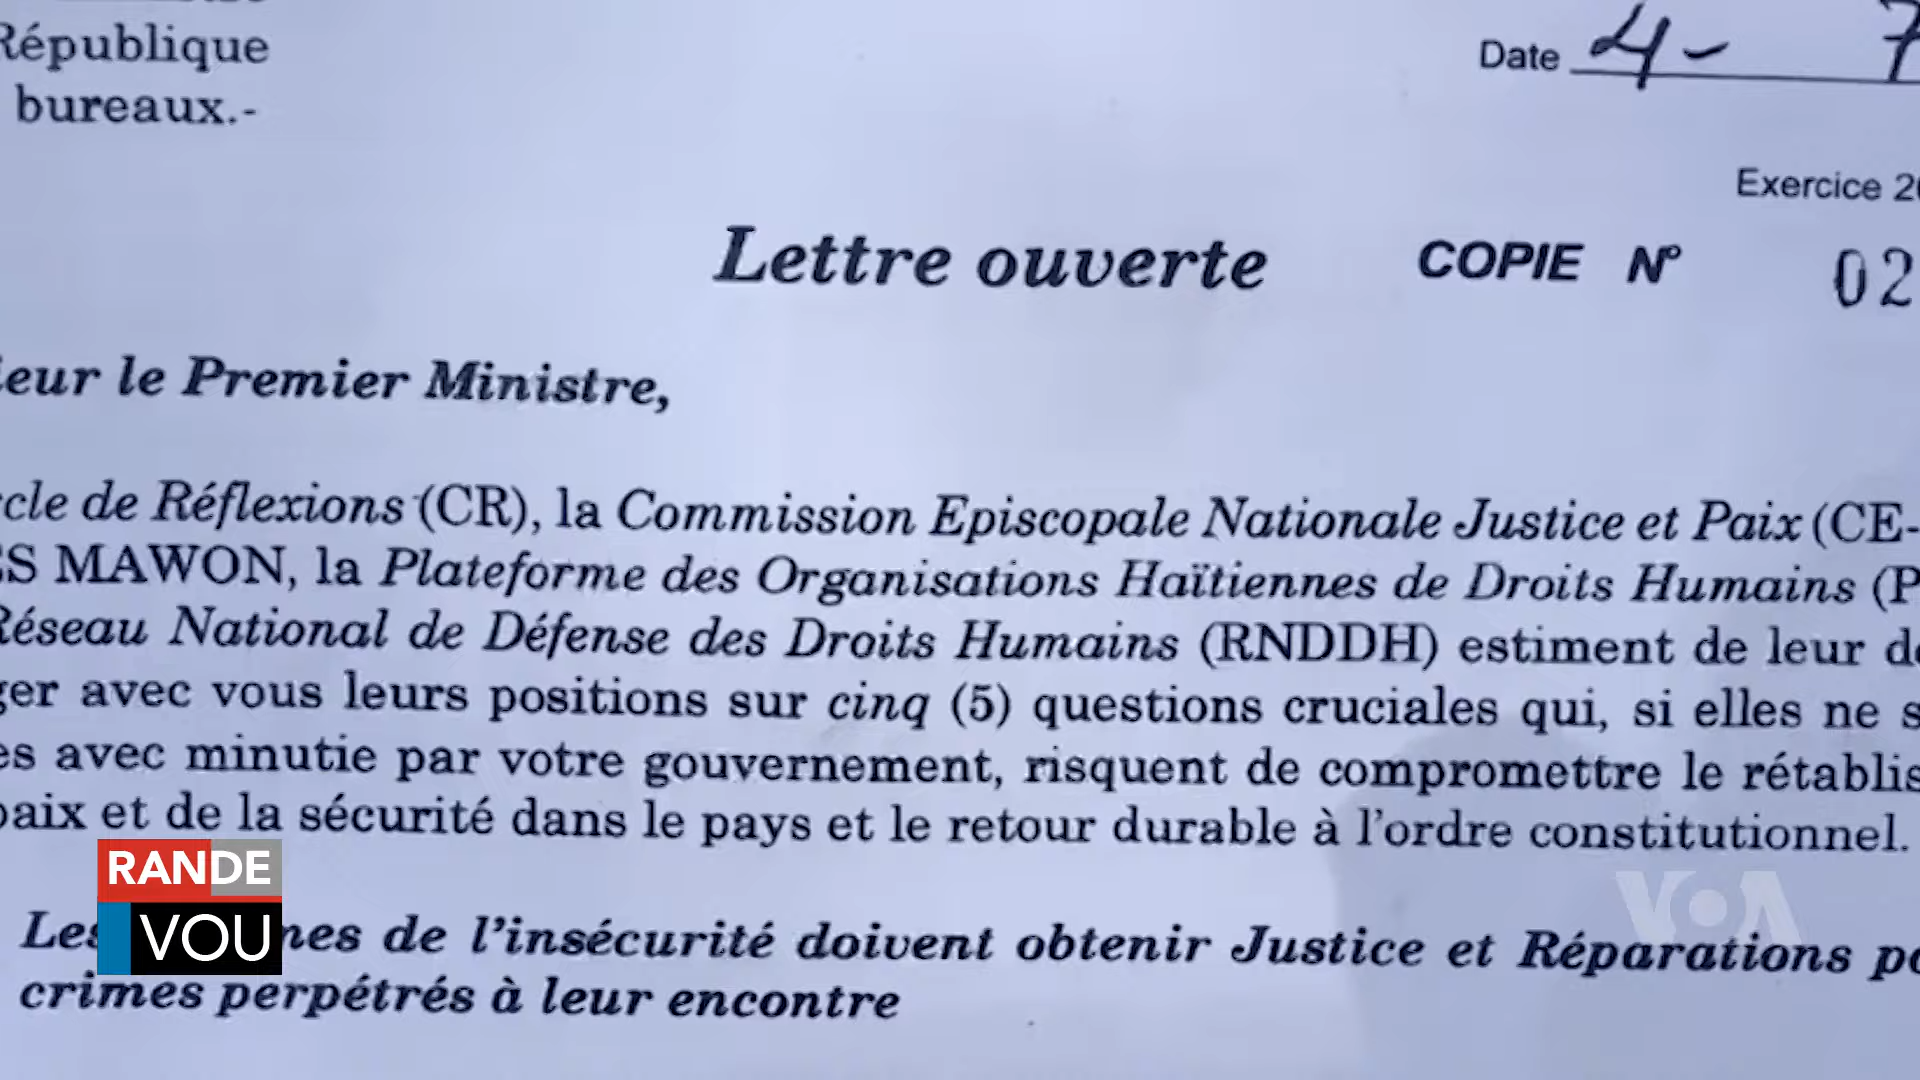 République
bureaux.-
Date 4- 7
Exercice 20
Lettre ouverte
COPIE N° 02
ieur le Premier Ministre,
cle de Réflexions (CR), la Commission Episcopale Nationale Justice et Paix (CE-
S MAWON, la Plateforme des Organisations Haïtiennes de Droits Humains (P
Réseau National de Défense des Droits Humains (RNDDH) estiment de leur de
ger avec vous leurs positions sur cinq (5) questions cruciales qui, si elles ne s
es avec minutie par votre gouvernement, risquent de compromettre le rétablis
paix et de la sécurité dans le pays et le retour durable à l'ordre constitutionnel.
Les nes de l'insécurité doivent obtenir Justice et Réparations po
crimes perpétrés à leur encontre
RANDE
VOU
VOA